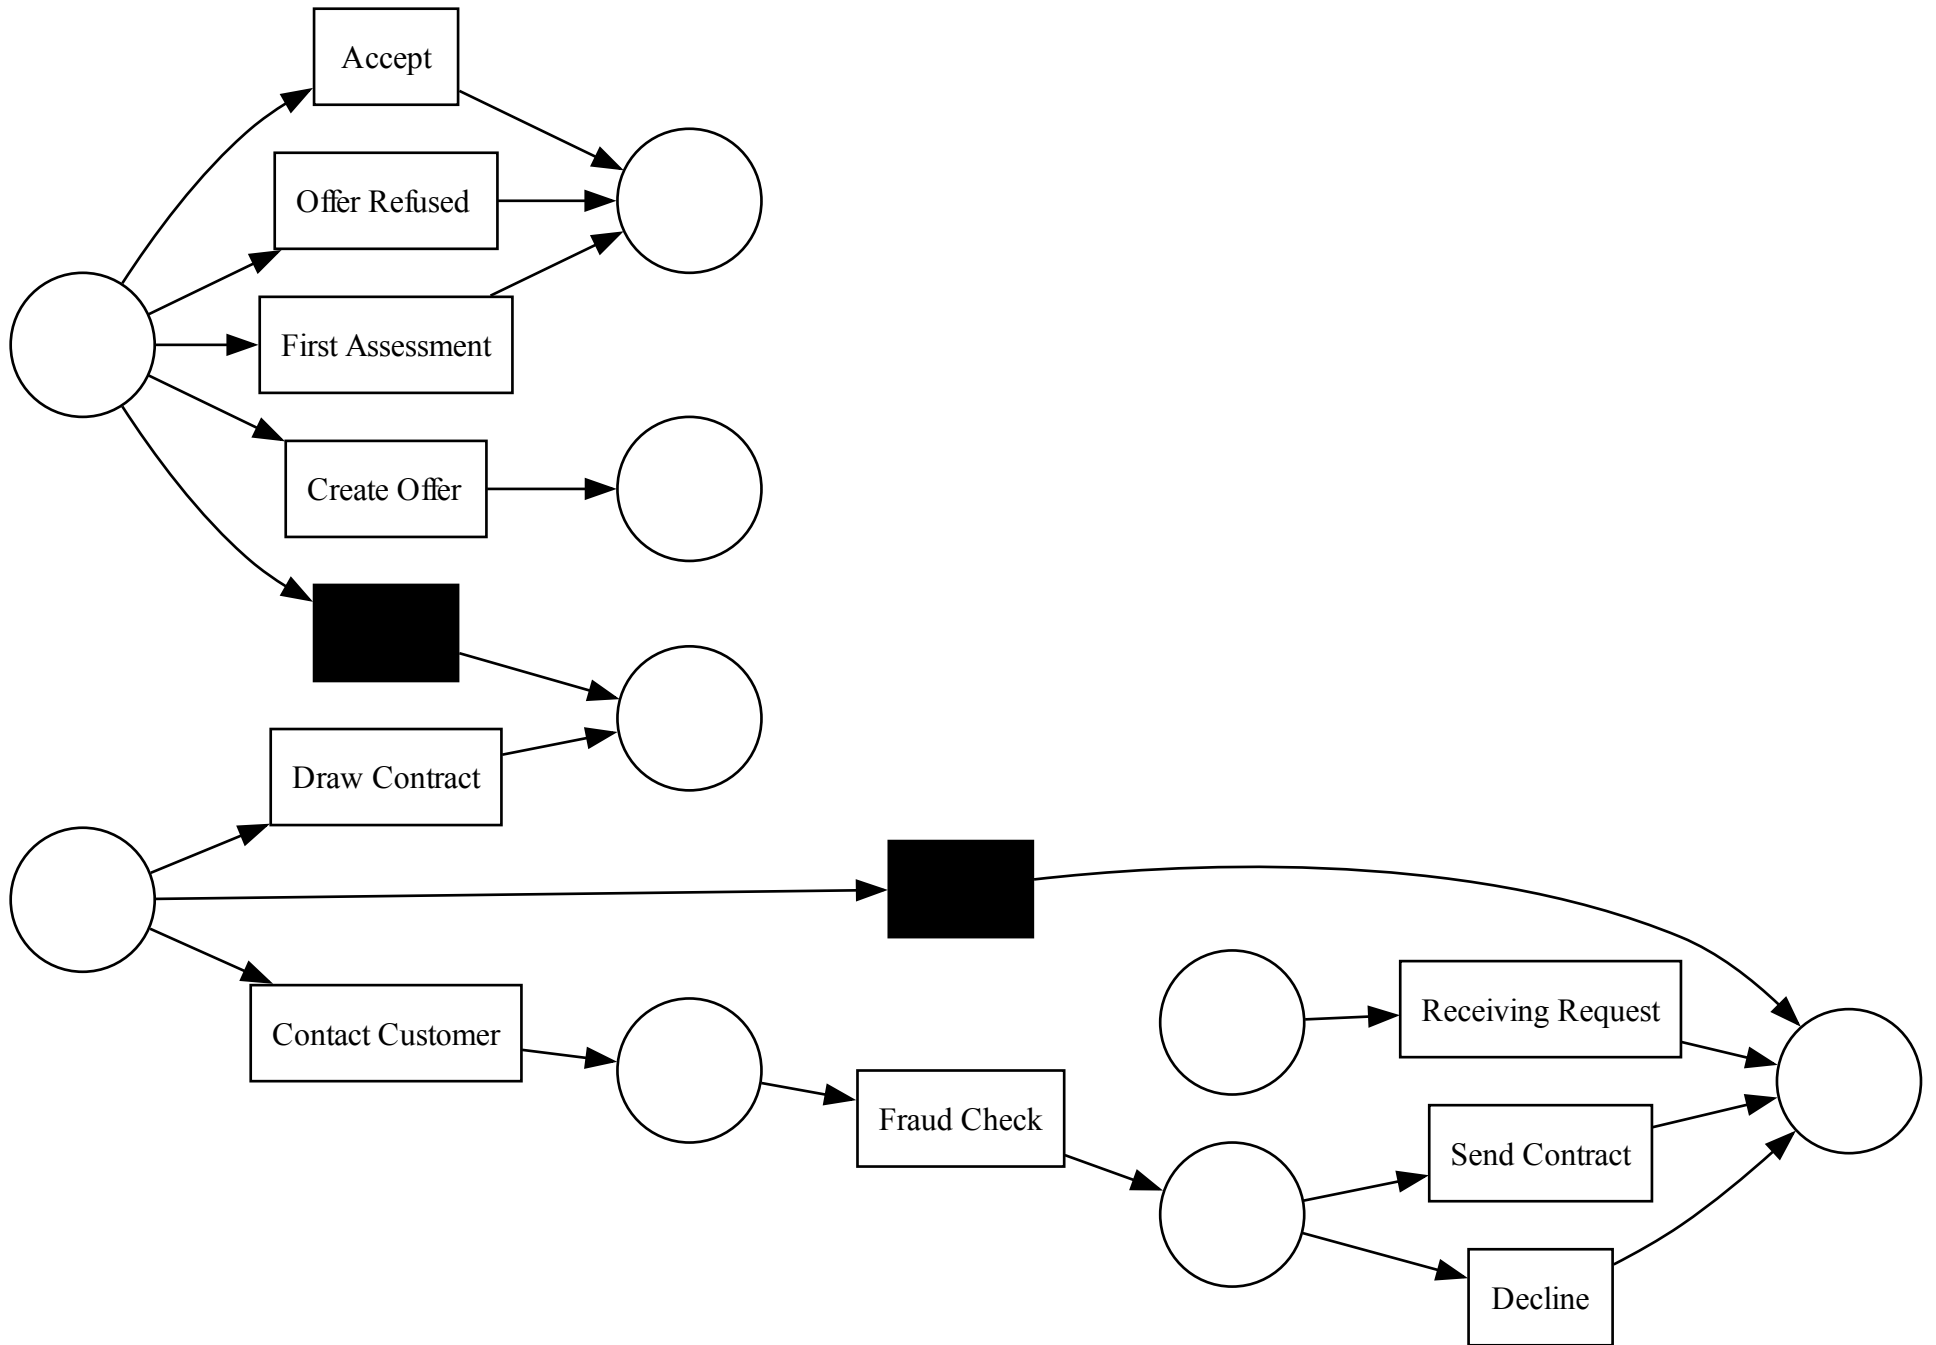 Accept
Offer Refused
First Assessment
Create Offer
Draw Contract
Contact Customer
Receiving Request
Fraud Check
Send Contract
Decline